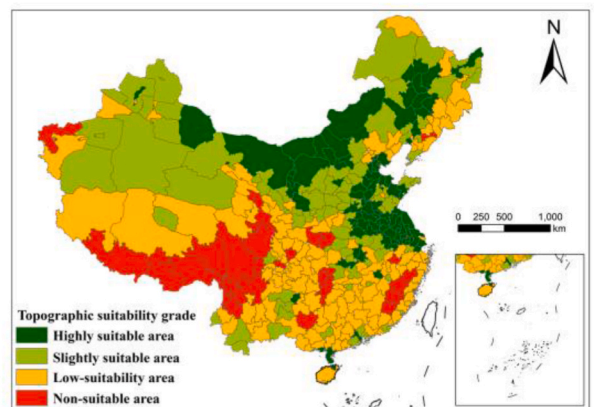 N
0 250 500 1,000
km
Topographic suitability grade
Highly suitable area
Slightly suitable area
Low-suitability area
Non-suitable area